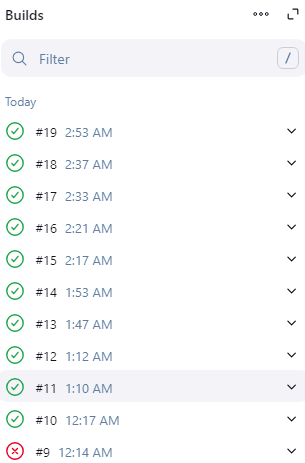 Builds
Filter /
Today
#19 2:53 AM
#18 2:37 AM
#17 2:33 AM
#16 2:21 AM
#15 2:17 AM
#14 1:53 AM
#13 1:47 AM
#12 1:12 AM
#11 1:10 AM
#10 12:17 AM
#9 12:14 AM